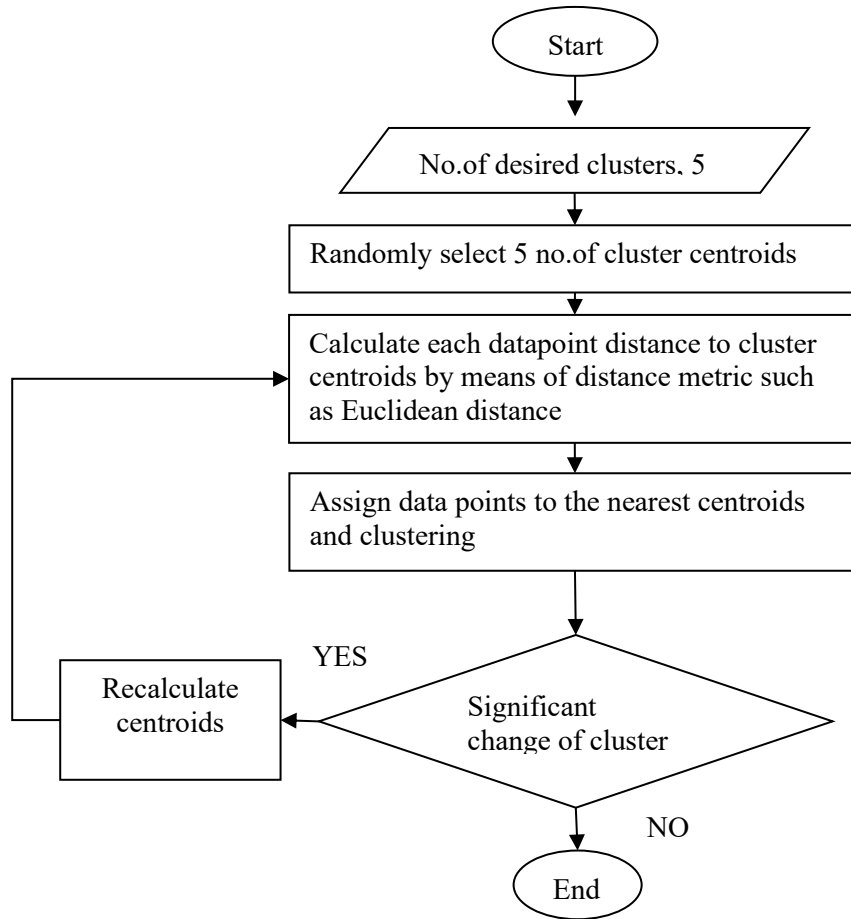 Start
No.of desired clusters, 5
Randomly select 5 no.of cluster centroids
Calculate each datapoint distance to cluster
centroids by means of distance metric such
as Euclidean distance
Assign data points to the nearest centroids
and clustering
YES
Recalculate
centroids
Significant
change of cluster
NO
End